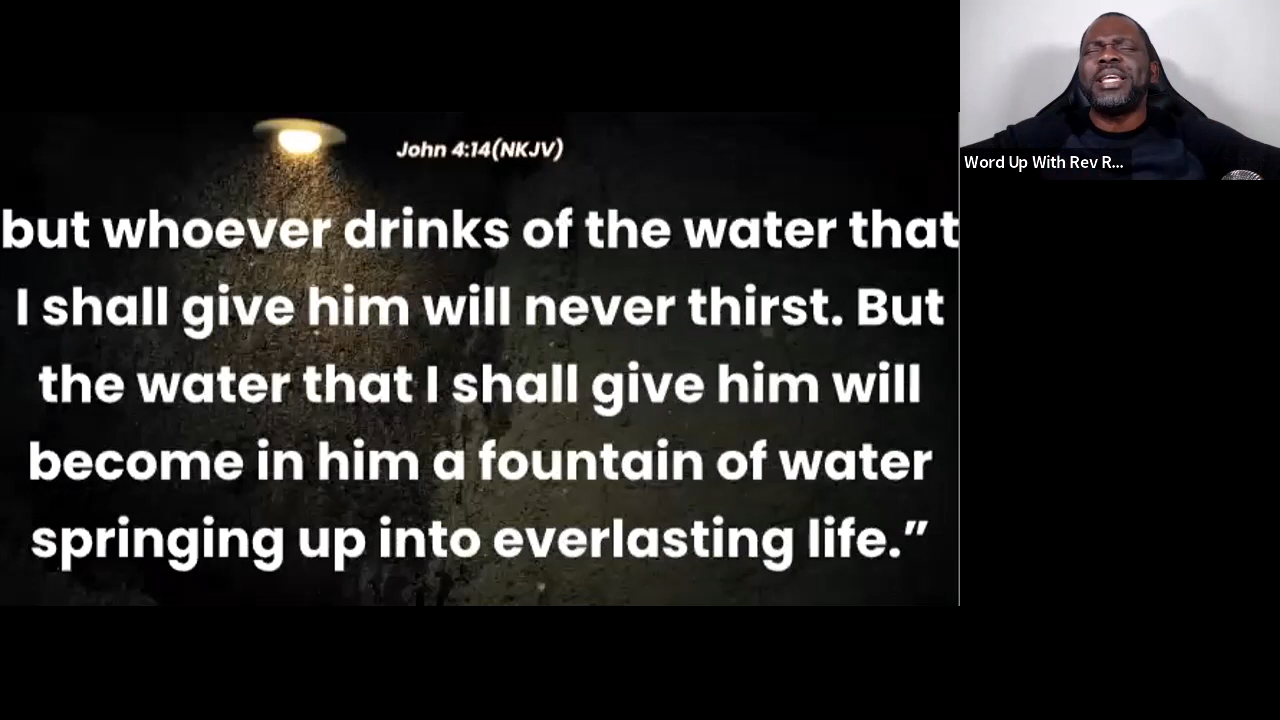 John 4:14(NKJV)
but whoever drinks of the water that
I shall give him will never thirst. But
the water that I shall give him will
become in him a fountain of water
springing up into everlasting life.”
Word Up With Rev R...